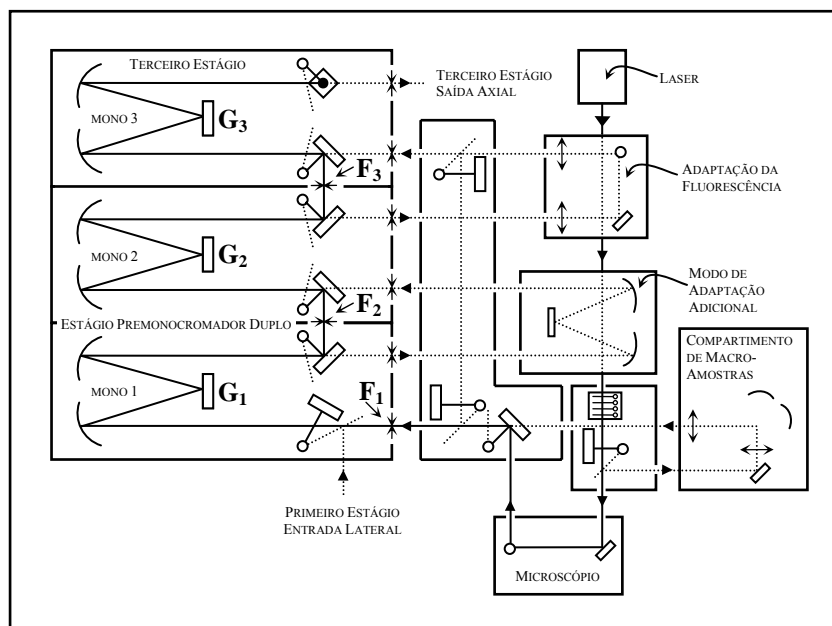 TERCEIRO ESTÁGIO
MONO 3
G3
F3
TERCEIRO ESTÁGIO
SAÍDA AXIAL
LASER
ADAPTAÇÃO DA
FLUORESCÊNCIA
MONO 2
G2
F2
MODO DE
ADAPTAÇÃO
ADICIONAL
ESTÁGIO PREMONOCROMADOR DUPLO
MONO 1
G1
F1
COMPARTIMENTO
DE MACRO-
AMOSTRAS
PRIMEIRO ESTÁGIO
ENTRADA LATERAL
MICROSCÓPIO